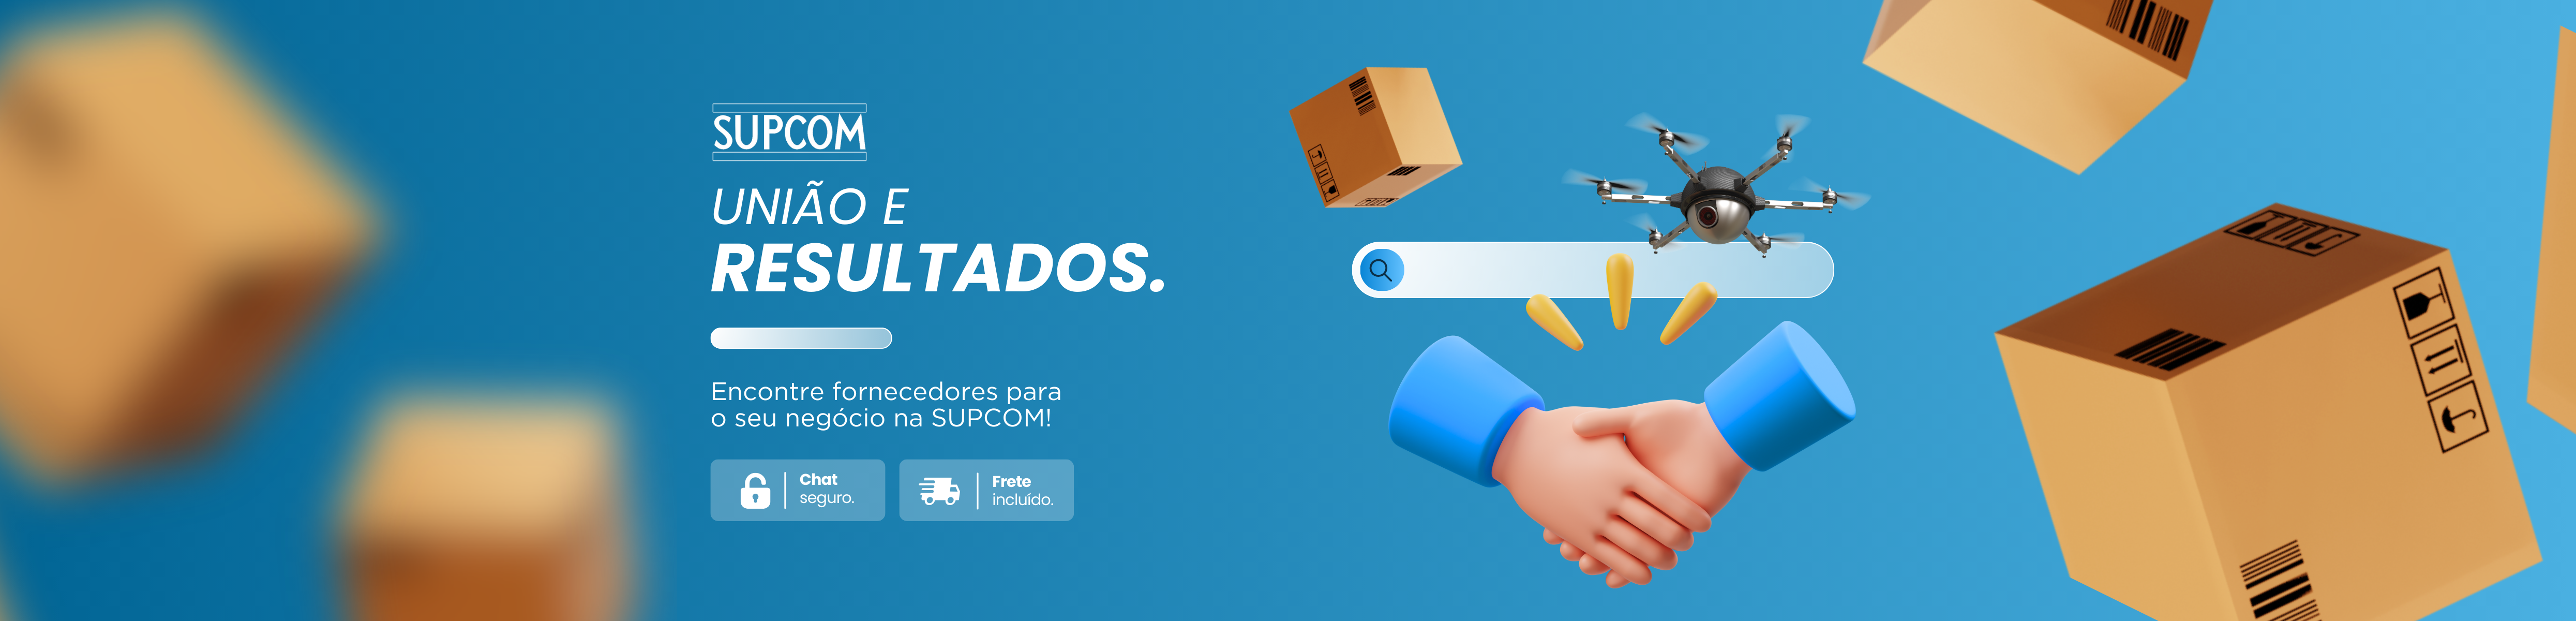 SUPCOM
UNIÃO E
RESULTADOS.
Encontre fornecedores para
o seu negócio na SUPCOM!
Chat
seguro.
Frete
incluído.